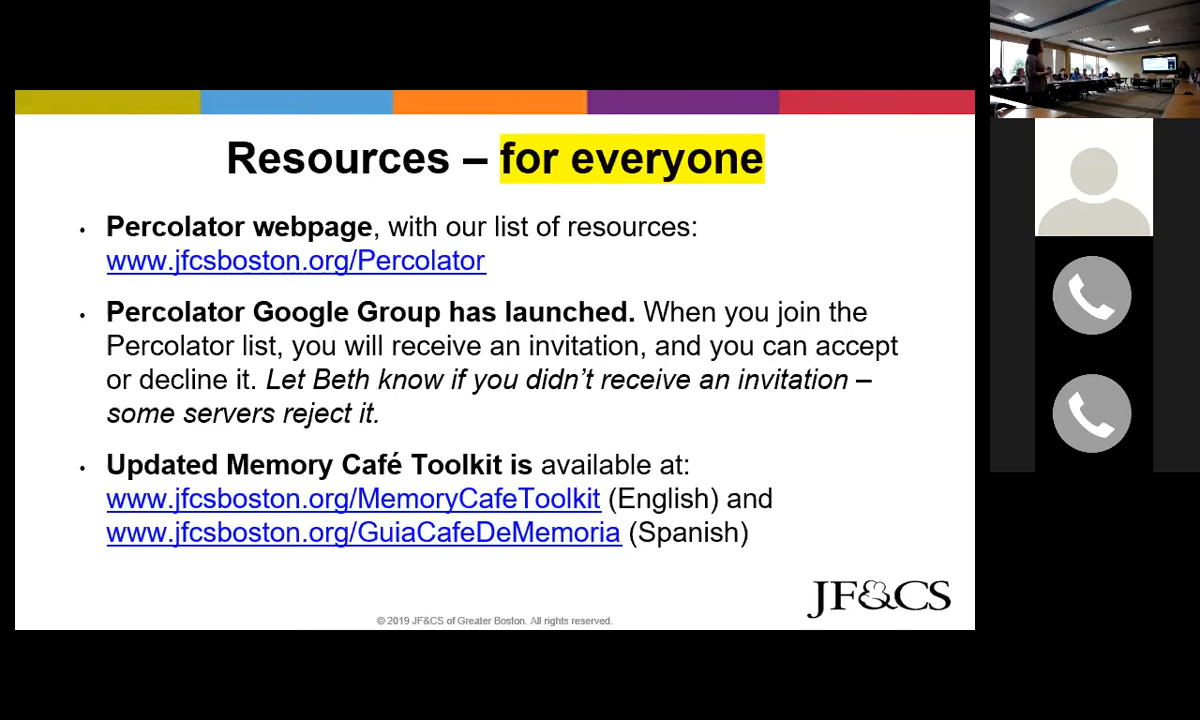 Resources – for everyone
• Percolator webpage, with our list of resources:
www.jfcsboston.org/Percolator
• Percolator Google Group has launched. When you join the
Percolator list, you will receive an invitation, and you can accept
or decline it. Let Beth know if you didn’t receive an invitation –
some servers reject it.
• Updated Memory Café Toolkit is available at:
www.jfcsboston.org/MemoryCafeToolkit (English) and
www.jfcsboston.org/GuiaCafeDeMemoria (Spanish)
JF&CS
© 2019 JF&CS of Greater Boston. All rights reserved.